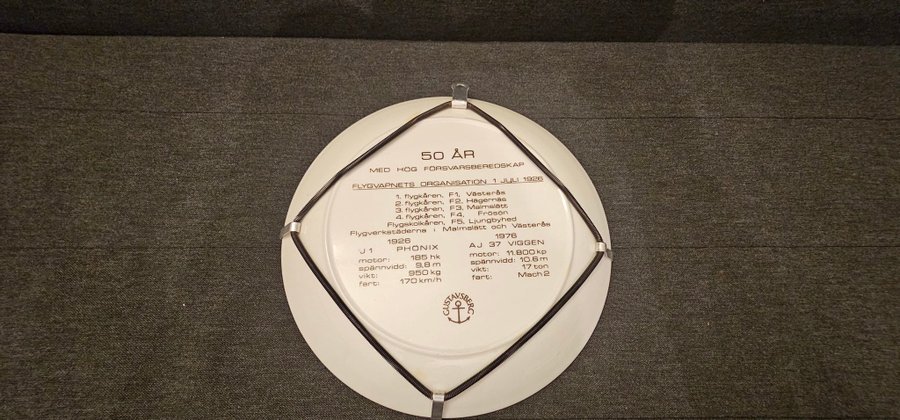 50 ÅR
MED HÖG FÖRSVARSBEREDSKAP
FLYGVAPNETS ORGANISATION 1 JULI 1926
1. flygkåren, F1, Västerås
2. flygkåren, F2, Hägernäs
3. flygkåren, F3, Malmslätt
4. flygkåren, F4, Frösön
Flygskolkåren, F5, Ljungbyhed
Flygverkstäderna i Malmslätt och Västerås
1926
J 1 PHÖNIX
motor: 185 hk
spännvidd: 9,8 m
vikt: 950 kg
fart: 170 km/h
1976
AJ 37 VIGGEN
motor: 11.800 kp
spännvidd: 10,6 m
vikt: 17 ton
fart: Mach 2
GUSTAVSBERG